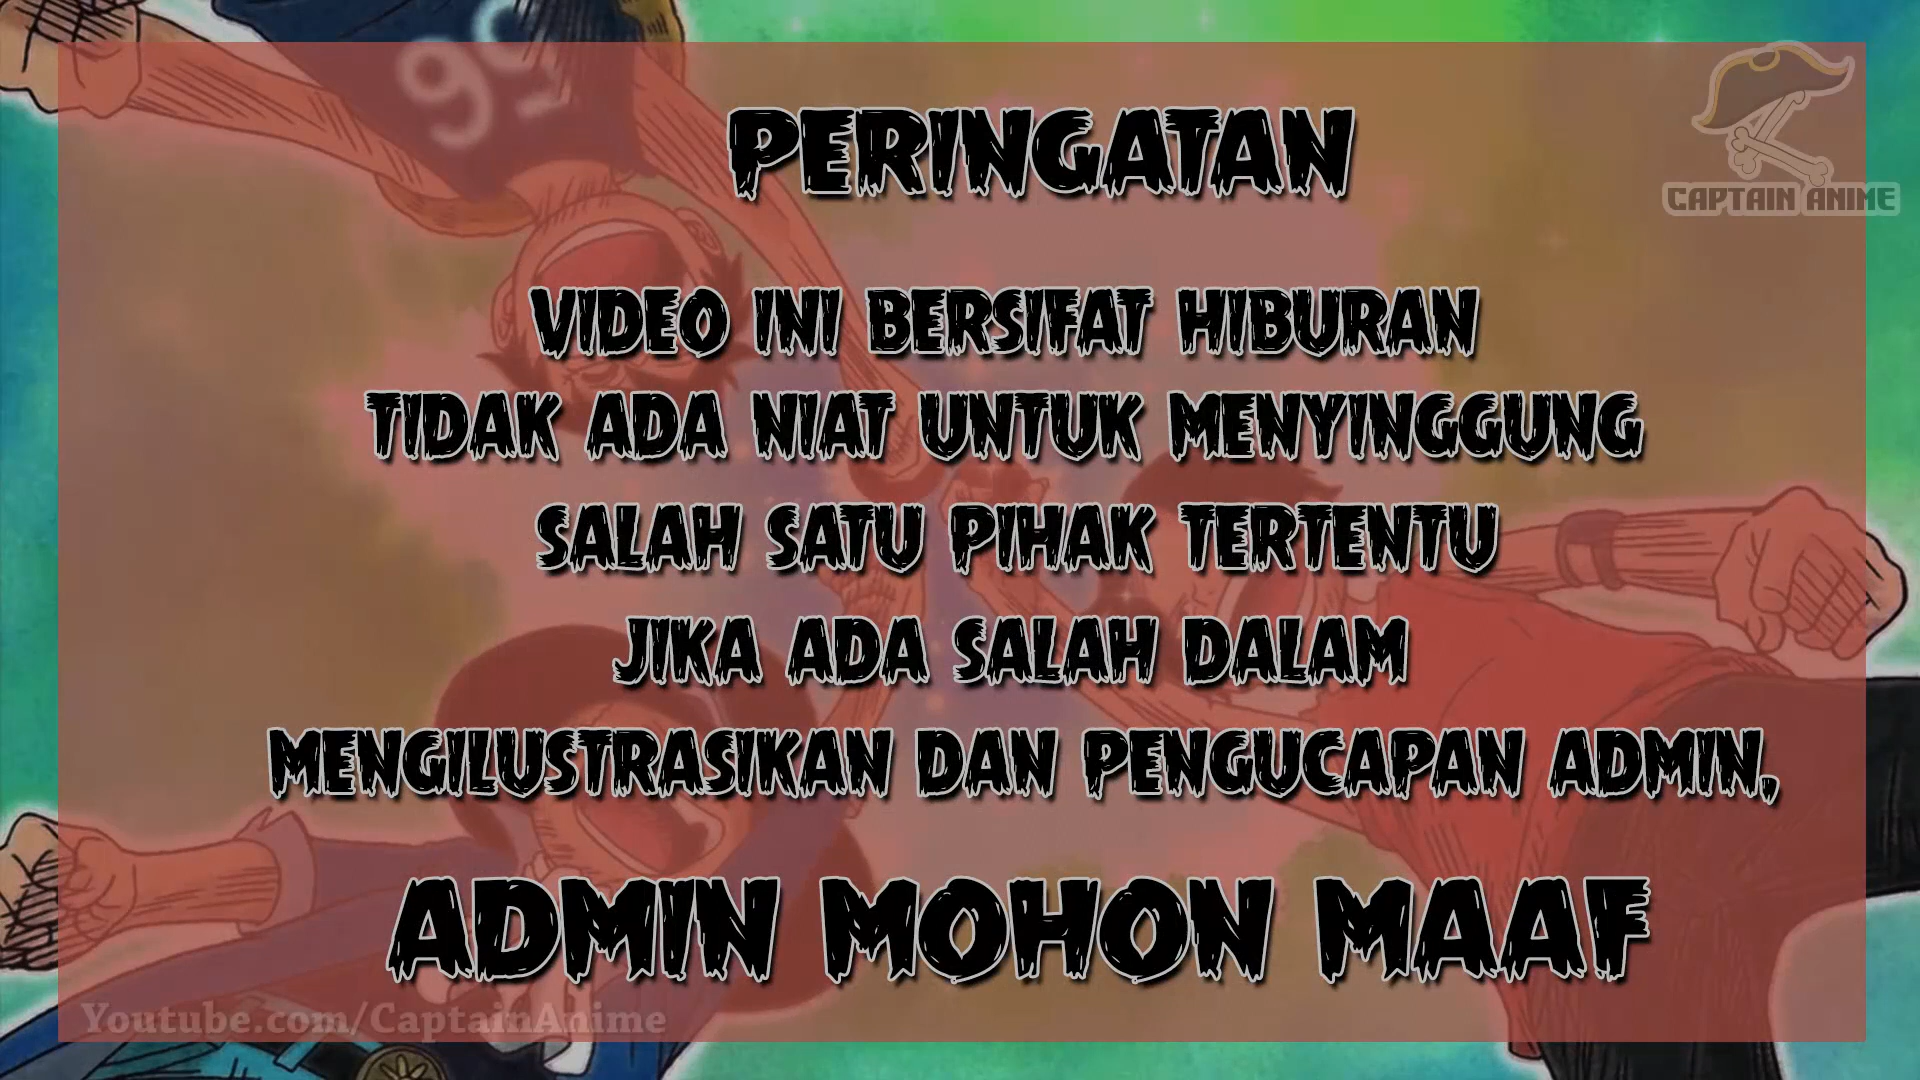 99
PERINGATAN
CAPTAIN ANIME
VIDEO INI BERSIFAT HIBURAN
TIDAK ADA NIAT UNTUK MENYINGGUNG
SALAH SATU PIHAK TERTENTU
JIKA ADA SALAH DALAM
MENGILUSTRASIKAN DAN PENGUCAPAN ADMIN,
ADMIN MOHON MAAF
Youtube.com/CaptainAnime